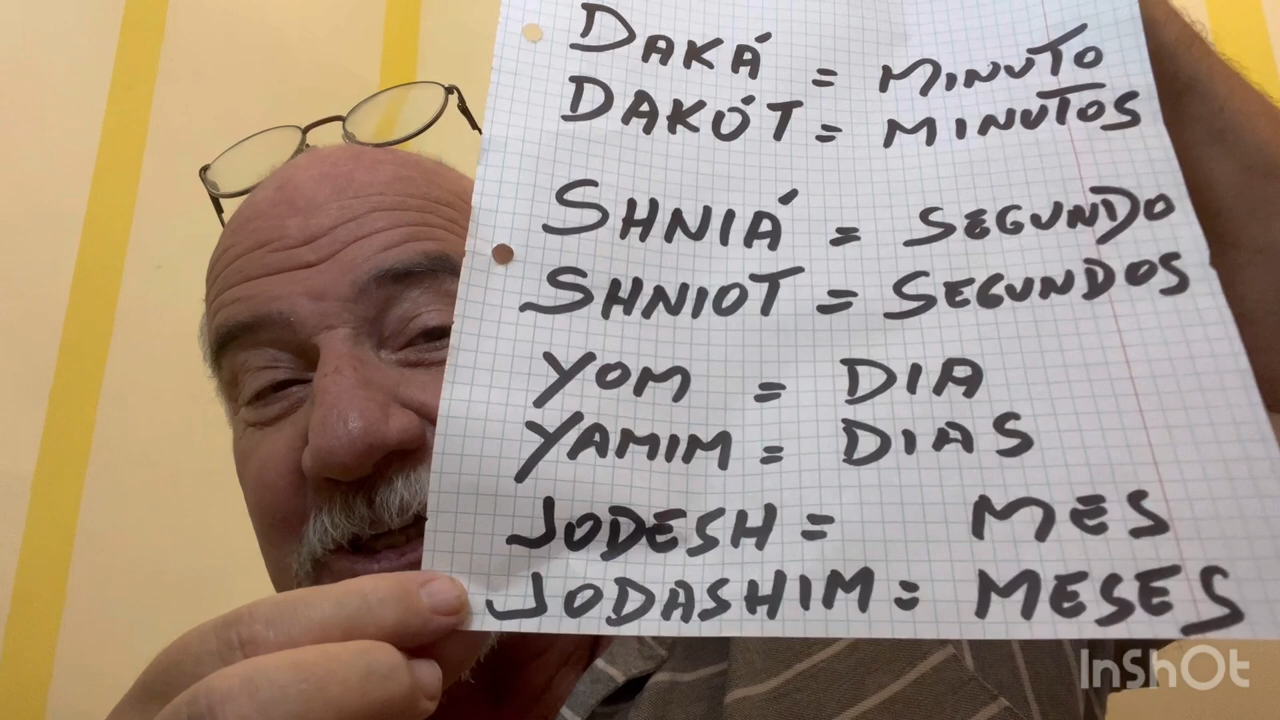 DAKÁ = MINUTO
DAKÓT = MINUTOS
SHNIÁ = SEGUNDO
SHNIOT = SEGUNDOS
YOM = DIA
YAMIM = DIAS
JODESH = MES
JODASHIM = MESES
InShOt